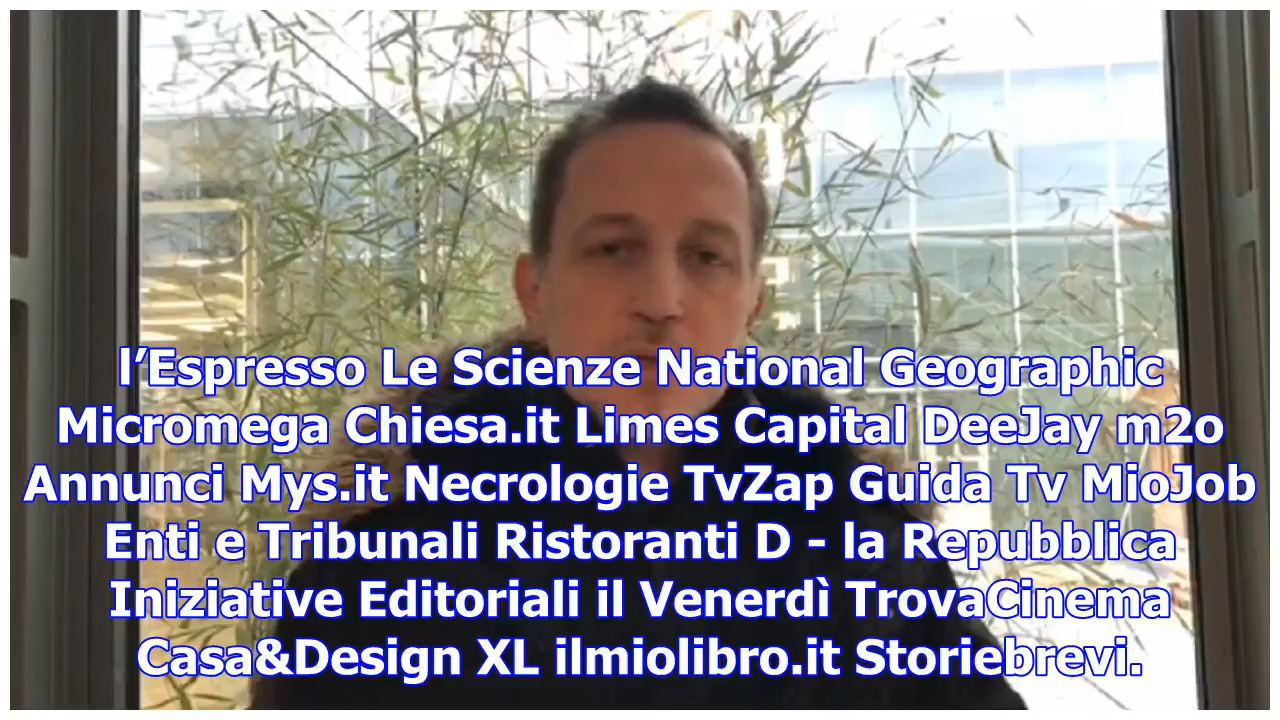 l’Espresso Le Scienze National Geographic
Micromega Chiesa.it Limes Capital DeeJay m2o
Annunci Mys.it Necrologie TvZap Guida Tv MioJob
Enti e Tribunali Ristoranti D - la Repubblica
Iniziative Editoriali il Venerdì TrovaCinema
Casa&Design XL ilmiolibro.it Storiebrevi.